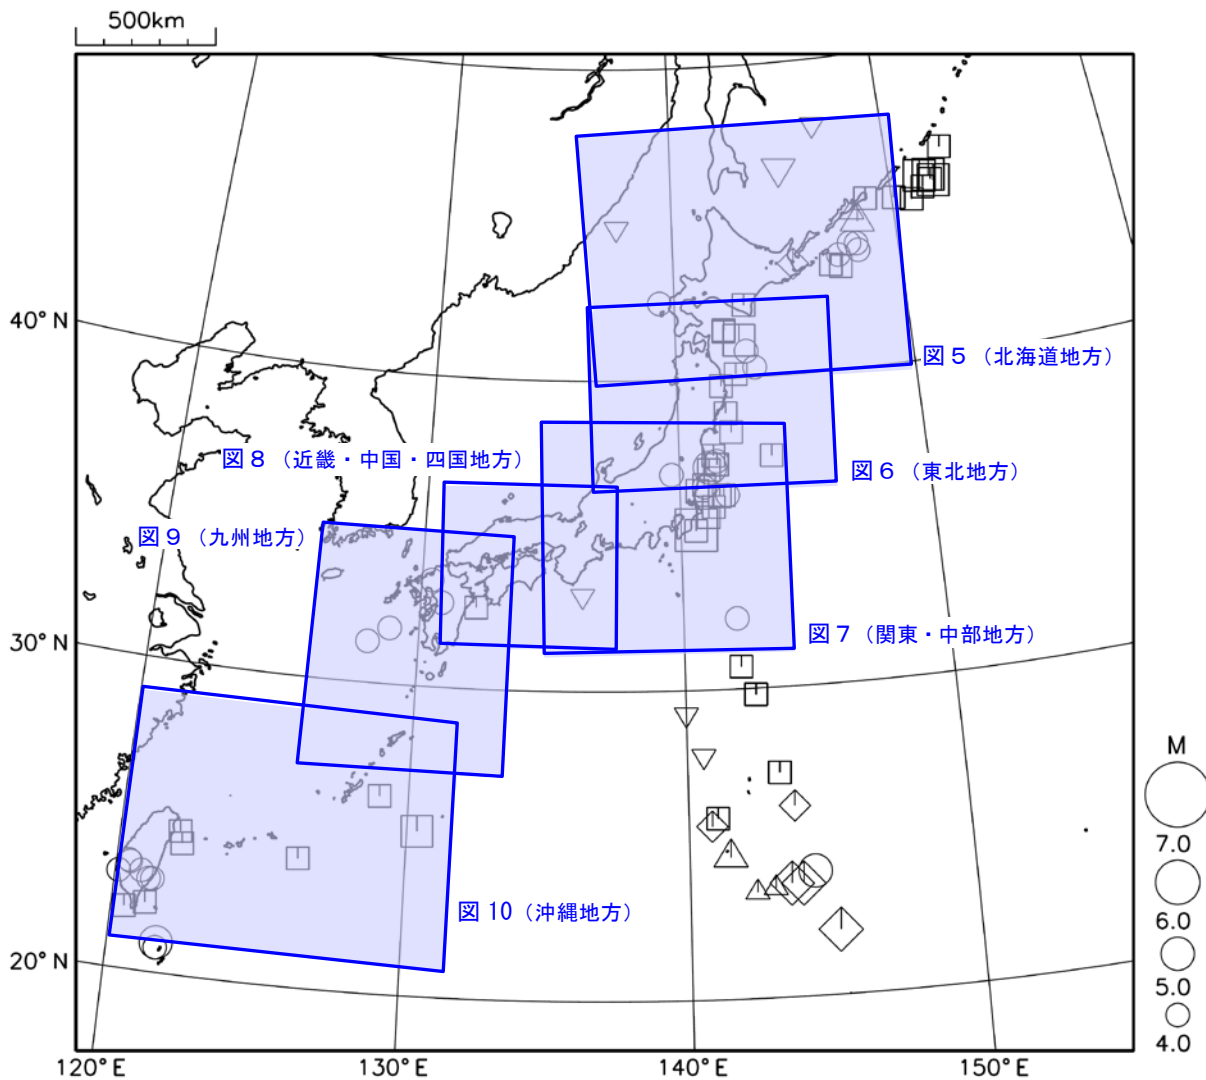 500km
40°N
図5（北海道地方）
図8（近畿・中国・四国地方）
図6（東北地方）
図9（九州地方）
図7（関東・中部地方）
30°N
M
7.0
図10（沖縄地方）
6.0
20°N
5.0
4.0
120°E
130°E
140°E
150°E